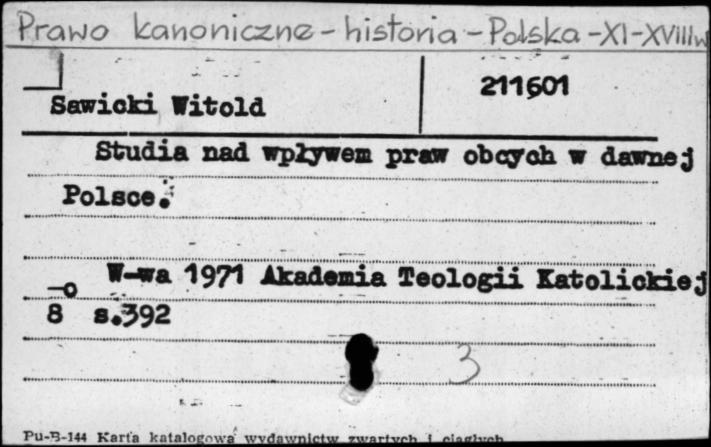 Prawo kanoniczne - historia - Polska - XI - XVIII w
211601
Sawicki Witold
Studia nad wpływem praw obcych w dawnej
Polsce.
W-wa 1971 Akademia Teologii Katolickiej
8-o s.392
3
Pu-B-144 Karta katalogowa wydawnictw zwartych i ciągłych